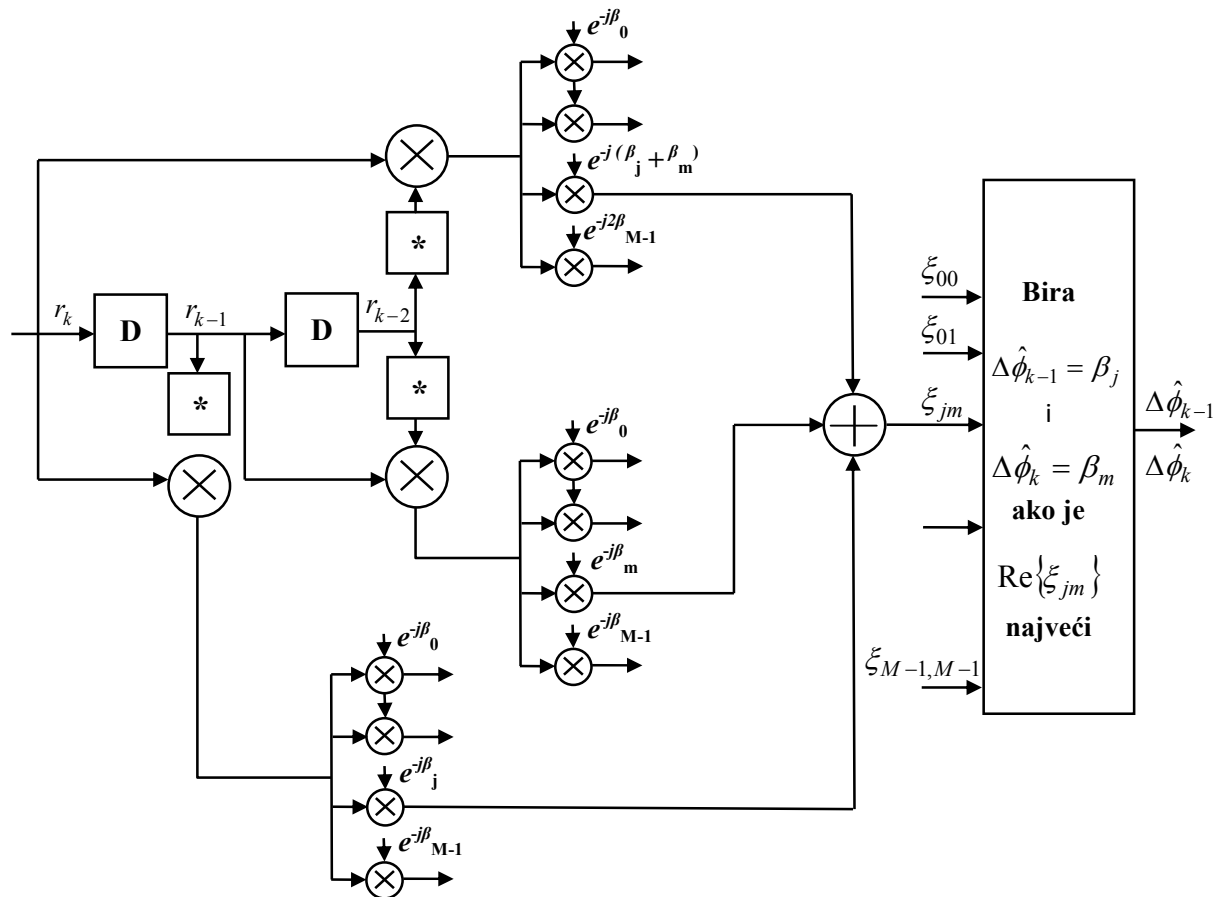 e^{-jβ_0}
e^{-j(β_j + β_m)}
e^{-j2β_{M-1}}
*
r_k
D
r_{k-1}
D
r_{k-2}
*
*
ξ_{00}
ξ_{01}
ξ_{jm}
ξ_{M-1,M-1}
Bira
Δφ̂_{k-1} = β_j
i
Δφ̂_k = β_m
ako je
Re{ξ_{jm}}
najveći
Δφ̂_{k-1}
Δφ̂_k
e^{-jβ_0}
e^{-jβ_m}
e^{-jβ_{M-1}}
e^{-jβ_0}
e^{-jβ_j}
e^{-jβ_{M-1}}